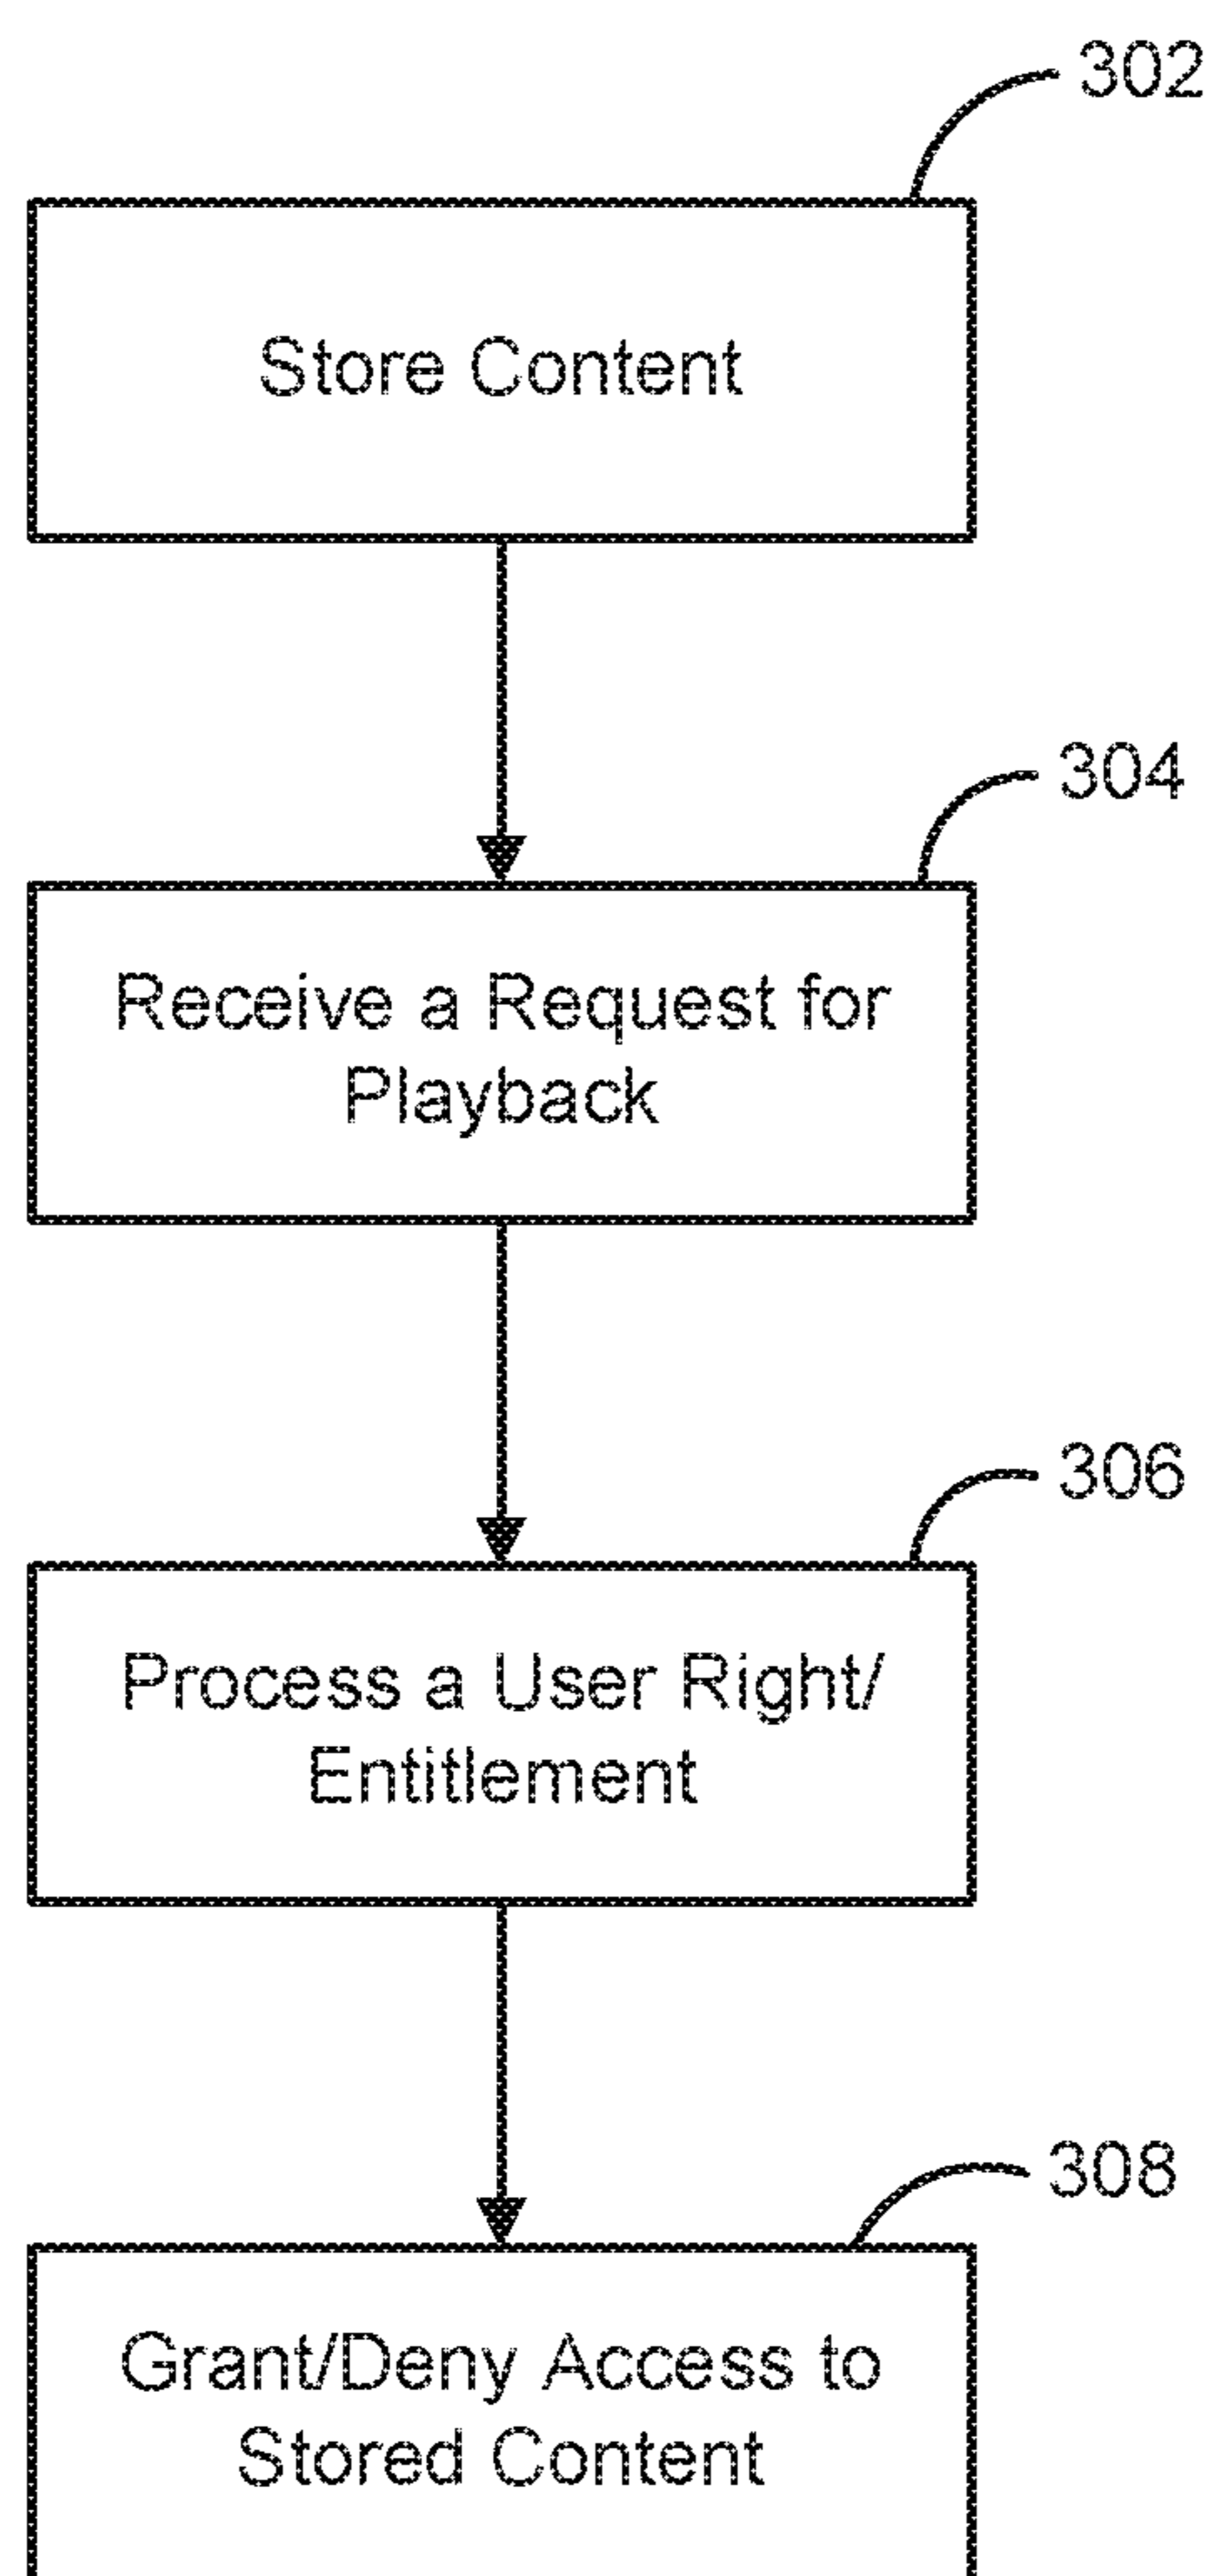 302
Store Content
304
Receive a Request for
Playback
306
Process a User Right/
Entitlement
308
Grant/Deny Access to
Stored Content